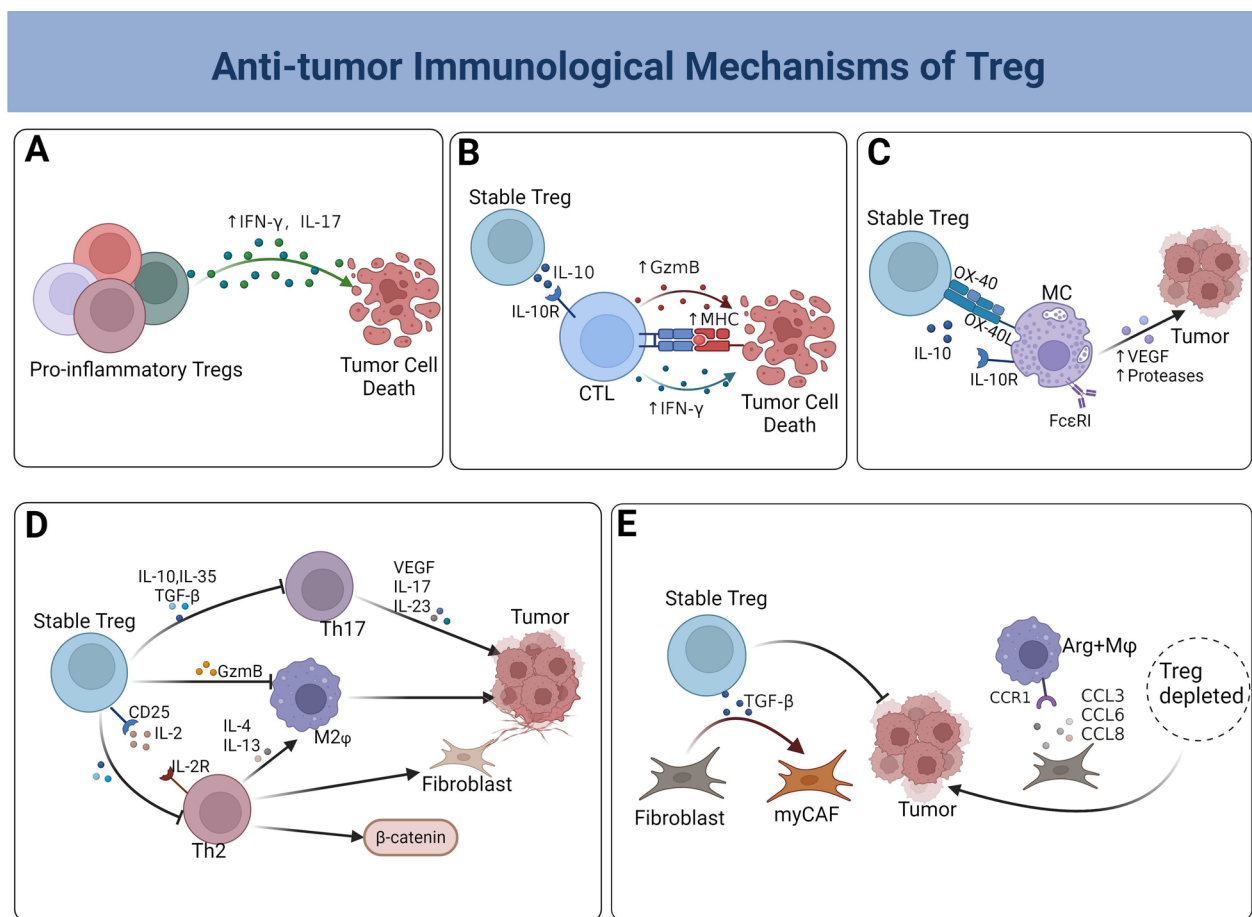 Anti-tumor Immunological Mechanisms of Treg
A
↑IFN-γ, IL-17
Pro-inflammatory Tregs
Tumor Cell
Death
B
Stable Treg
IL-10
IL-10R
↑GzmB
↑MHC
CTL
↑IFN-γ
Tumor Cell
Death
C
Stable Treg
OX-40
OX-40L
MC
IL-10
IL-10R
FcεRI
↑VEGF
↑Proteases
Tumor
D
IL-10,IL-35
TGF-β
Stable Treg
Th17
VEGF
IL-17
IL-23
Tumor
GzmB
CD25
IL-2
IL-4
IL-13
M2φ
IL-2R
Fibroblast
Th2
β-catenin
E
Stable Treg
TGF-β
Fibroblast
myCAF
Tumor
Arg+Mφ
CCR1
CCL3
CCL6
CCL8
Treg
depleted